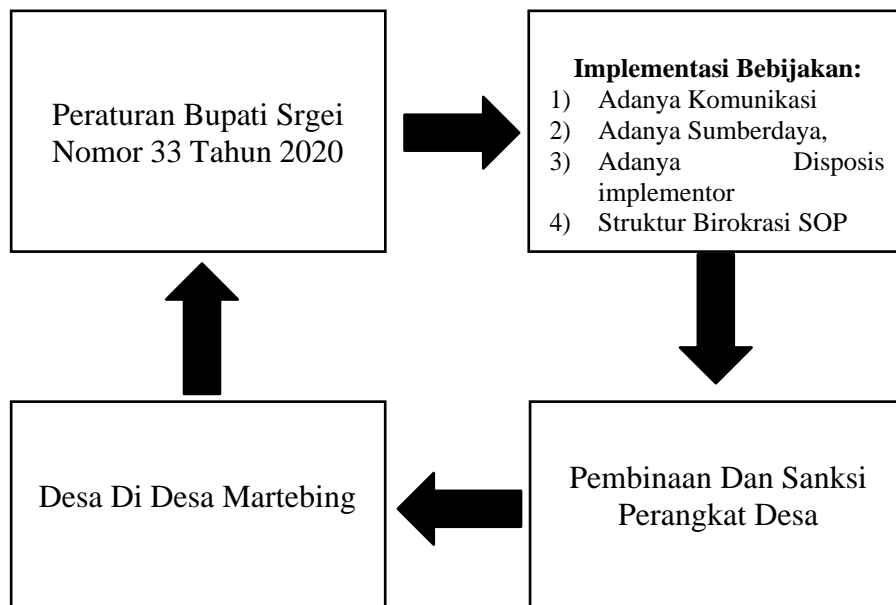 Peraturan Bupati Srgei
Nomor 33 Tahun 2020
Implementasi Bebijakan:
1) Adanya Komunikasi
2) Adanya Sumberdaya,
3) Adanya Disposis
implementor
4) Struktur Birokrasi SOP
Desa Di Desa Martebing
Pembinaan Dan Sanksi
Perangkat Desa